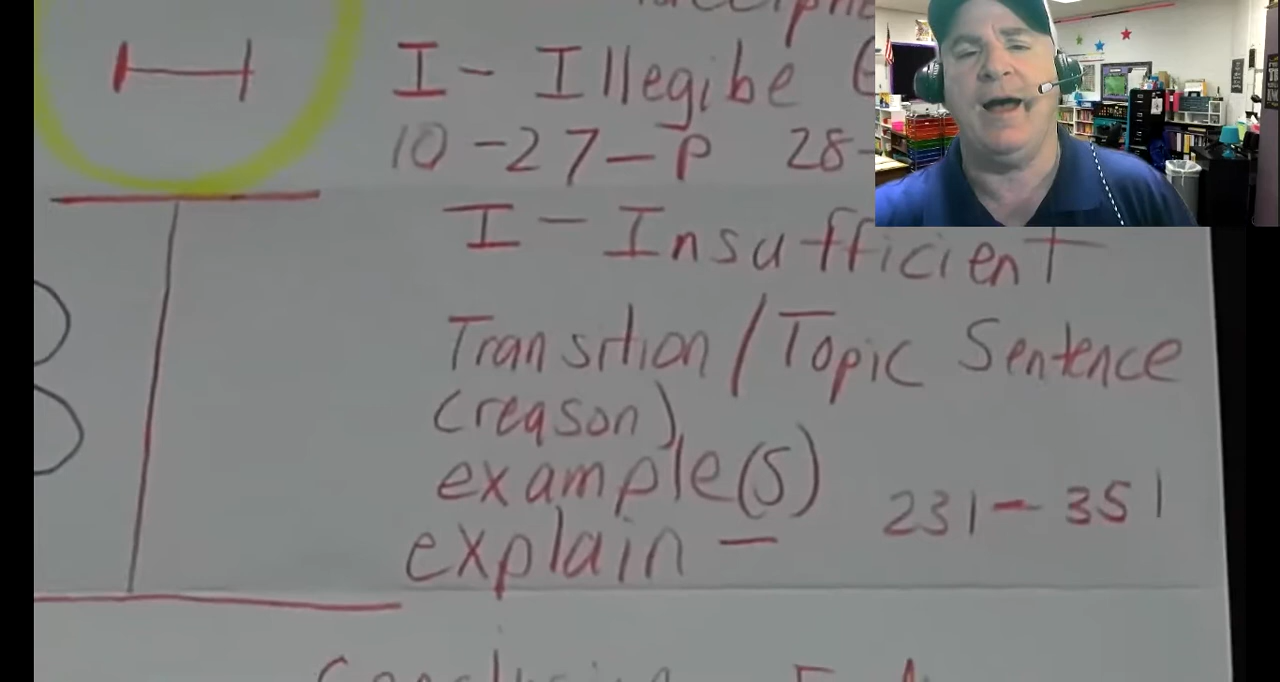 I - Illegibe
10 - 27 - P 28-
I - Insufficient
Transition / Topic Sentence
(reason)
example(s) 231 - 351
explain -